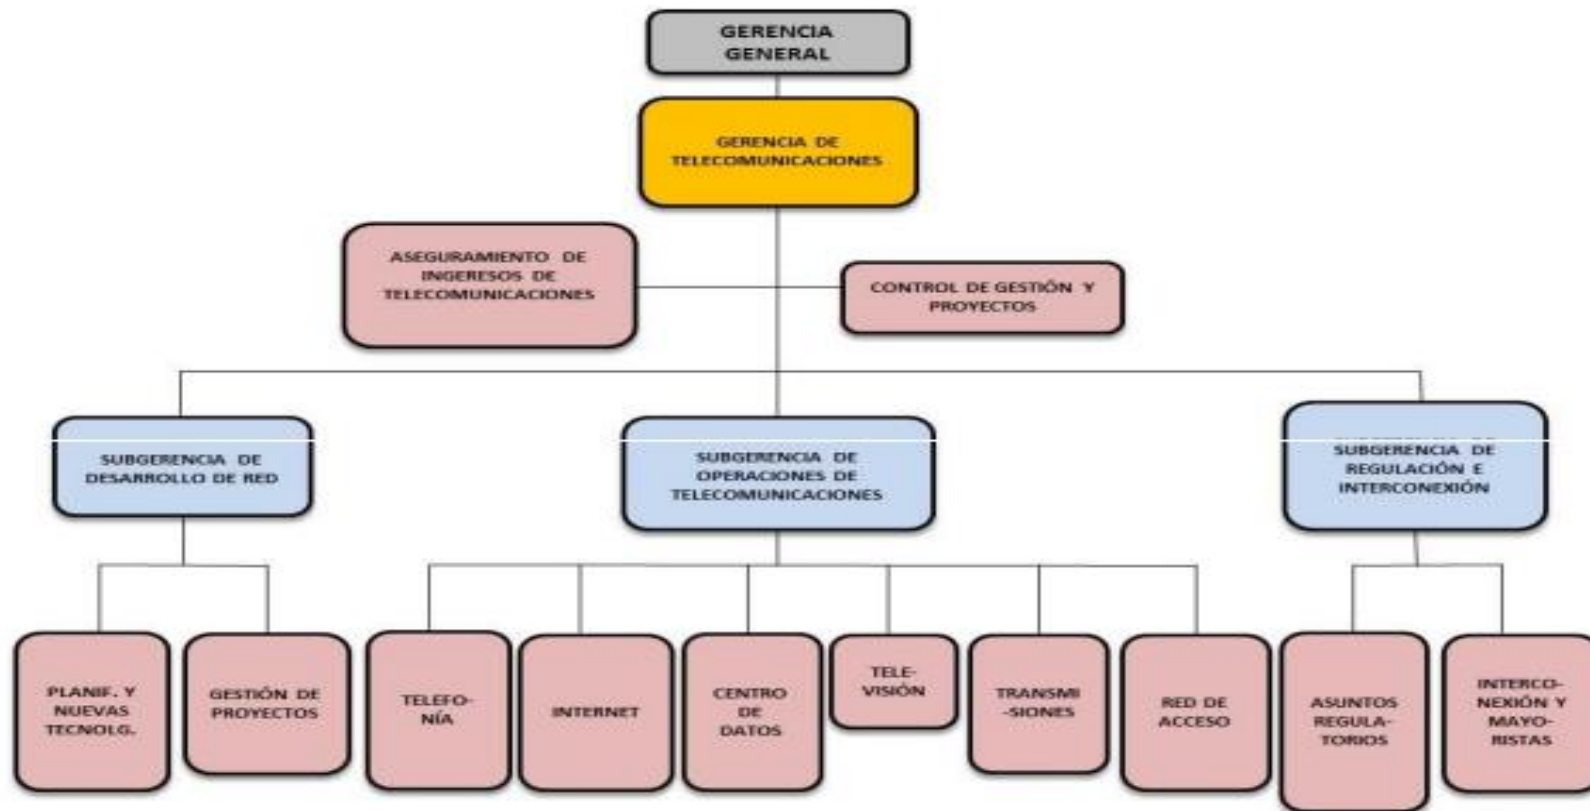 GERENCIA
GENERAL
GERENCIA DE
TELECOMUNICACIONES
ASEGURAMIENTO DE
INGERESOS DE
TELECOMUNICACIONES
CONTROL DE GESTIÓN Y
PROYECTOS
SUBGERENCIA DE
DESARROLLO DE RED
SUBGERENCIA DE
OPERACIONES DE
TELECOMUNICACIONES
SUBGERENCIA DE
REGULACIÓN E
INTERCONEXIÓN
PLANIF. Y
NUEVAS
TECNOLG.
GESTIÓN DE
PROYECTOS
TELEFO-
NÍA
INTERNET
CENTRO
DE
DATOS
TELE-
VISIÓN
TRANSMI
-SIONES
RED DE
ACCESO
ASUNTOS
REGULA-
TORIOS
INTERCO-
NEXIÓN Y
MAYO-
RISTAS